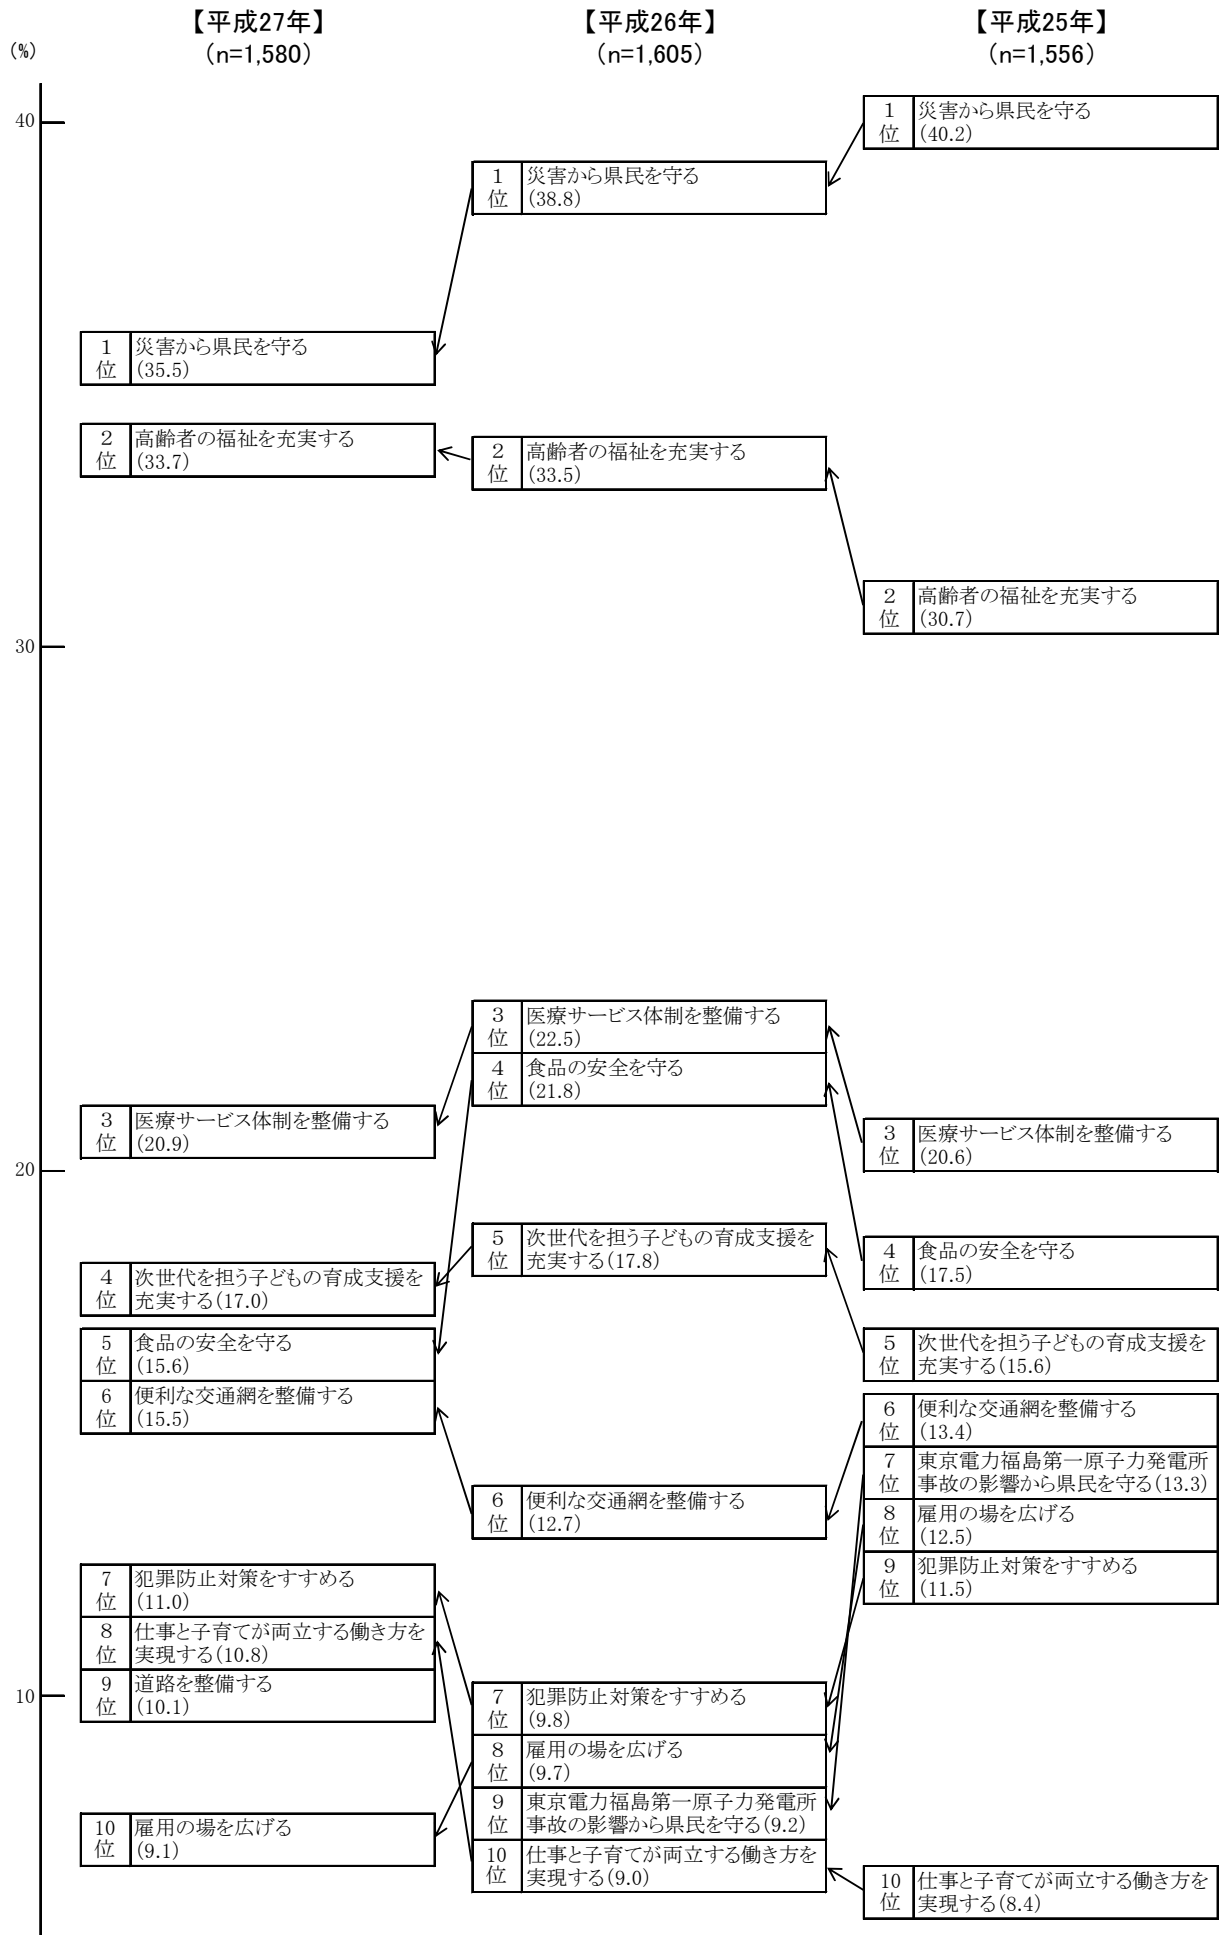 【平成27年】
(n=1,580)
【平成26年】
(n=1,605)
【平成25年】
(n=1,556)
(%)
40
30
20
10
1位 災害から県民を守る
(35.5)
2位 高齢者の福祉を充実する
(33.7)
3位 医療サービス体制を整備する
(20.9)
4位 次世代を担う子どもの育成支援を
充実する(17.0)
5位 食品の安全を守る
(15.6)
6位 便利な交通網を整備する
(15.5)
7位 犯罪防止対策をすすめる
(11.0)
8位 仕事と子育てが両立する働き方を
実現する(10.8)
9位 道路を整備する
(10.1)
10位 雇用の場を広げる
(9.1)
1位 災害から県民を守る
(38.8)
2位 高齢者の福祉を充実する
(33.5)
3位 医療サービス体制を整備する
(22.5)
4位 食品の安全を守る
(21.8)
5位 次世代を担う子どもの育成支援を
充実する(17.8)
6位 便利な交通網を整備する
(12.7)
7位 犯罪防止対策をすすめる
(9.8)
8位 雇用の場を広げる
(9.7)
9位 東京電力福島第一原子力発電所
事故の影響から県民を守る(9.2)
10位 仕事と子育てが両立する働き方を
実現する(9.0)
1位 災害から県民を守る
(40.2)
2位 高齢者の福祉を充実する
(30.7)
3位 医療サービス体制を整備する
(20.6)
4位 食品の安全を守る
(17.5)
5位 次世代を担う子どもの育成支援を
充実する(15.6)
6位 便利な交通網を整備する
(13.4)
7位 東京電力福島第一原子力発電所
事故の影響から県民を守る(13.3)
8位 雇用の場を広げる
(12.5)
9位 犯罪防止対策をすすめる
(11.5)
10位 仕事と子育てが両立する働き方を
実現する(8.4)